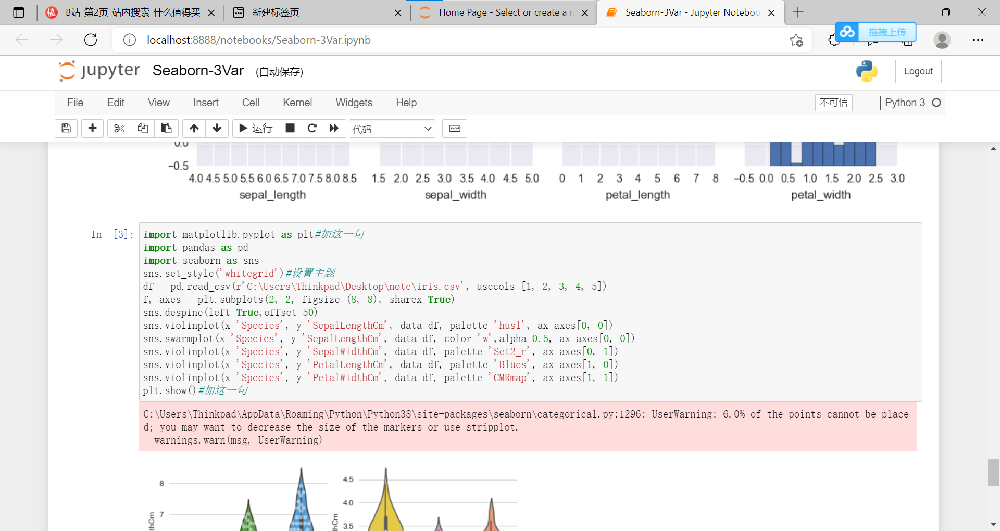 B站_第2页_站内搜索_什么值得买
新建标签页
Home Page - Select or create a n
Seaborn-3Var - Jupyter Noteboo
localhost:8888/notebooks/Seaborn-3Var.ipynb
拖拽上传
jupyter Seaborn-3Var (自动保存)
Logout
File Edit View Insert Cell Kernel Widgets Help
不可信 Python 3
运行 代码
0.0
−0.5
4.0 4.5 5.0 5.5 6.0 6.5 7.0 7.5 8.0 8.5 1.5 2.0 2.5 3.0 3.5 4.0 4.5 5.0 0 1 2 3 4 5 6 7 8 −0.5 0.0 0.5 1.0 1.5 2.0 2.5 3.0
sepal_length sepal_width petal_length petal_width
In [3]:
import matplotlib.pyplot as plt#加这一句
import pandas as pd
import seaborn as sns
sns.set_style('whitegrid')#设置主题
df = pd.read_csv(r'C:\Users\Thinkpad\Desktop\note\iris.csv', usecols=[1, 2, 3, 4, 5])
f, axes = plt.subplots(2, 2, figsize=(8, 8), sharex=True)
sns.despine(left=True,offset=50)
sns.violinplot(x='Species', y='SepalLengthCm', data=df, palette='husl', ax=axes[0, 0])
sns.swarmplot(x='Species', y='SepalLengthCm', data=df, color='w',alpha=0.5, ax=axes[0, 0])
sns.violinplot(x='Species', y='SepalWidthCm', data=df, palette='Set2_r', ax=axes[0, 1])
sns.violinplot(x='Species', y='PetalLengthCm', data=df, palette='Blues', ax=axes[1, 0])
sns.violinplot(x='Species', y='PetalWidthCm', data=df, palette='CMRmap', ax=axes[1, 1])
plt.show()#加这一句
C:\Users\Thinkpad\AppData\Roaming\Python\Python38\site-packages\seaborn\categorical.py:1296: UserWarning: 6.0% of the points cannot be place
d; you may want to decrease the size of the markers or use stripplot.
warnings.warn(msg, UserWarning)
8
7
thCm
4.5
4.0
3.5
thCm